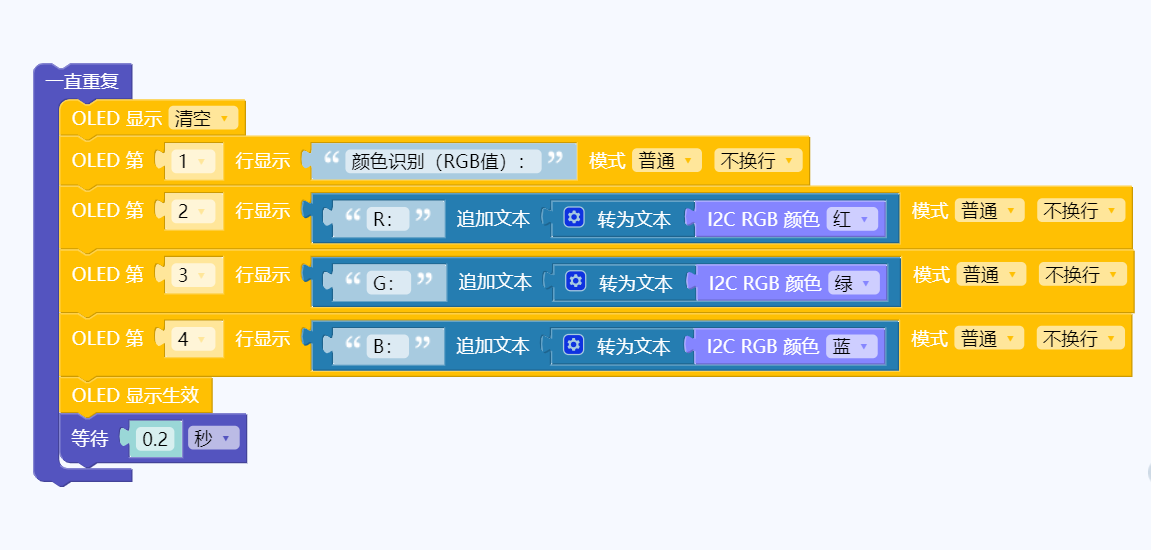 一直重复
OLED 显示 清空
OLED 第 1 行显示 “ 颜色识别（RGB值）： ” 模式 普通 不换行
OLED 第 2 行显示 “ R： ” 追加文本 转为文本 I2C RGB 颜色 红 模式 普通 不换行
OLED 第 3 行显示 “ G： ” 追加文本 转为文本 I2C RGB 颜色 绿 模式 普通 不换行
OLED 第 4 行显示 “ B： ” 追加文本 转为文本 I2C RGB 颜色 蓝 模式 普通 不换行
OLED 显示生效
等待 0.2 秒